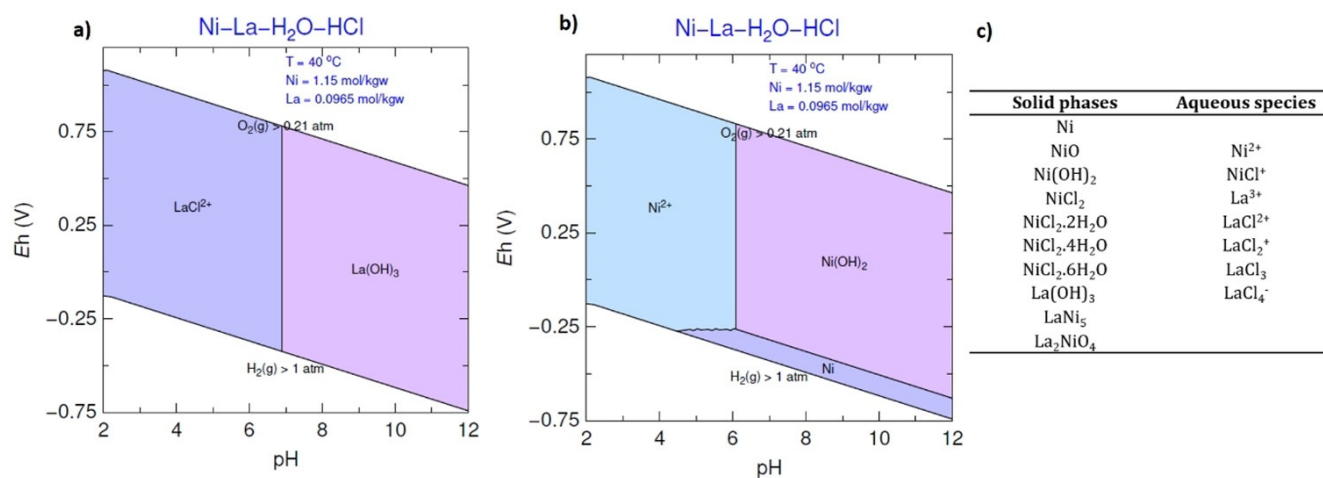 a)
Ni–La–H₂O–HCl
T = 40 ⁰C
Ni = 1.15 mol/kgw
La = 0.0965 mol/kgw
O₂(g) > 0.21 atm
LaCl²⁺
La(OH)₃
H₂(g) > 1 atm
Eh (V)
0.75
0.25
−0.25
−0.75
2 4 6 8 10 12
pH
b)
Ni–La–H₂O–HCl
T = 40 ⁰C
Ni = 1.15 mol/kgw
La = 0.0965 mol/kgw
O₂(g) > 0.21 atm
Ni²⁺
Ni(OH)₂
Ni
H₂(g) > 1 atm
Eh (V)
0.75
0.25
−0.25
−0.75
2 4 6 8 10 12
pH
c)
Solid phases Aqueous species
Ni
NiO Ni²⁺
Ni(OH)₂ NiCl⁺
NiCl₂ La³⁺
NiCl₂.2H₂O LaCl²⁺
NiCl₂.4H₂O LaCl₂⁺
NiCl₂.6H₂O LaCl₃
La(OH)₃ LaCl₄⁻
LaNi₅
La₂NiO₄